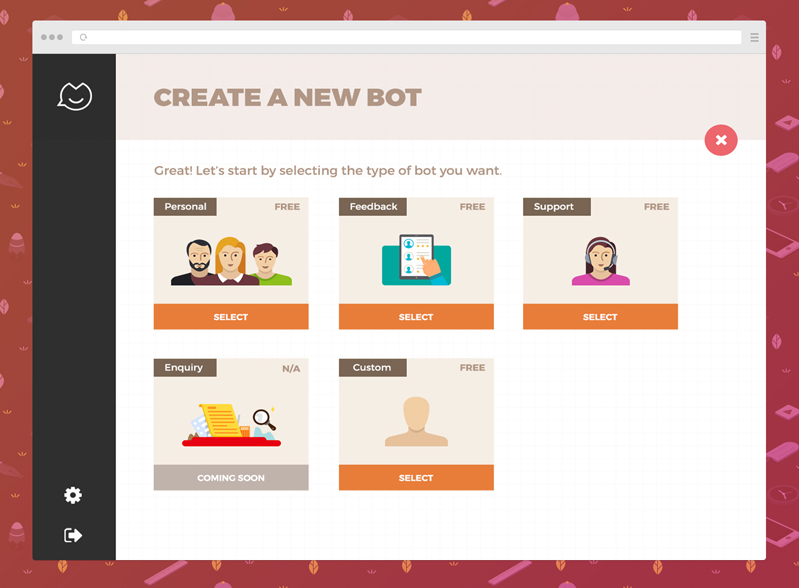 CREATE A NEW BOT
Great! Let's start by selecting the type of bot you want.
Personal
FREE
SELECT
Feedback
FREE
SELECT
Support
FREE
SELECT
Enquiry
N/A
COMING SOON
Custom
FREE
SELECT